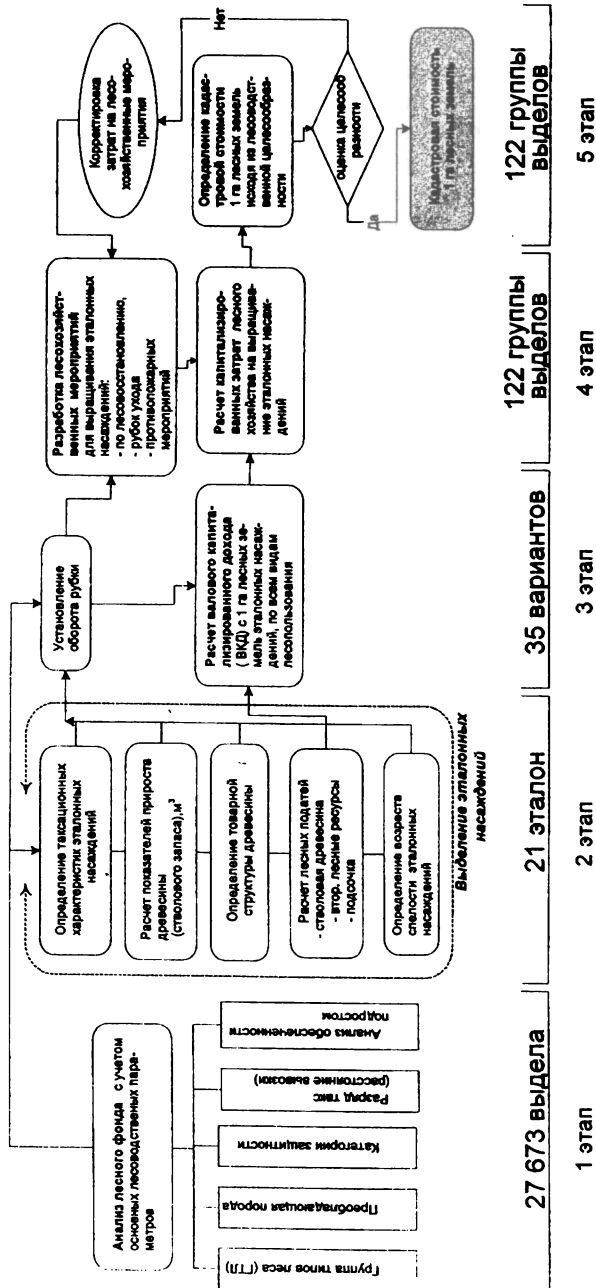 Анализ лесного фонда с учетом
основных лесоводственных пара-
метров
Группа типов леса (ГТЛ)
Преобладающая порода
Категории защитности
Разряд такс
(расстояние вывозки)
Анализ обеспеченности
подростом
27 673 выдела
1 этап
Определение таксационных
характеристик эталонных
насаждений
Расчет показателей прироста
древесины
(стволового запаса), м³
Определение товарной
структуры древесины
Расчет лесных податей
- стволовая древесина
- втор. лесные ресурсы
- подсочка
Определение возраста
спелости эталонных
насаждений
Выделение эталонных
насаждений
21 эталон
2 этап
Установление
оборота рубки
Расчет валового капита-
лизированного дохода
( ВКД) с 1 га лесных зе-
мель эталонных насаж-
дений, по всем видам
лесопользования
35 вариантов
3 этап
Разработка лесохозяйст-
венных мероприятий
для выращивания эталонных
насаждений:
- по лесовосстановлению,
- рубок ухода
- противопожарных
мероприятий
Расчет капитализиро-
ванных затрат лесного
хозяйства на выращива-
ние эталонных насаж-
дений
122 группы
выделов
4 этап
Корректировка
затрат на лесо-
хозяйственные меро-
приятия
Нет
Определение кадас-
тровой стоимости
1 га лесных земель
исходя из лесоводст-
венной целесообраз-
ности
оценка целесооб
разности
Да
Кадастровая стоимость
1 га лесных земель
122 группы
выделов
5 этап